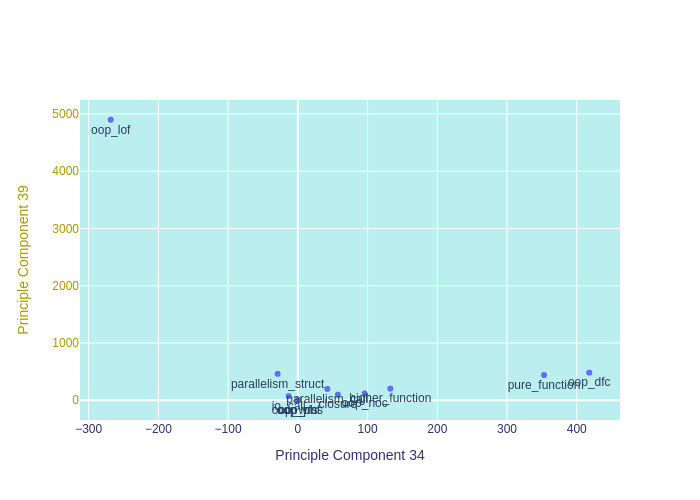 5000
4000
3000
2000
1000
0
Principle Component 39
oop_lof
parallelism_struct
higher_function
oop_noc
pure_function
oop_dfc
−300
−200
−100
0
100
200
300
400
Principle Component 34